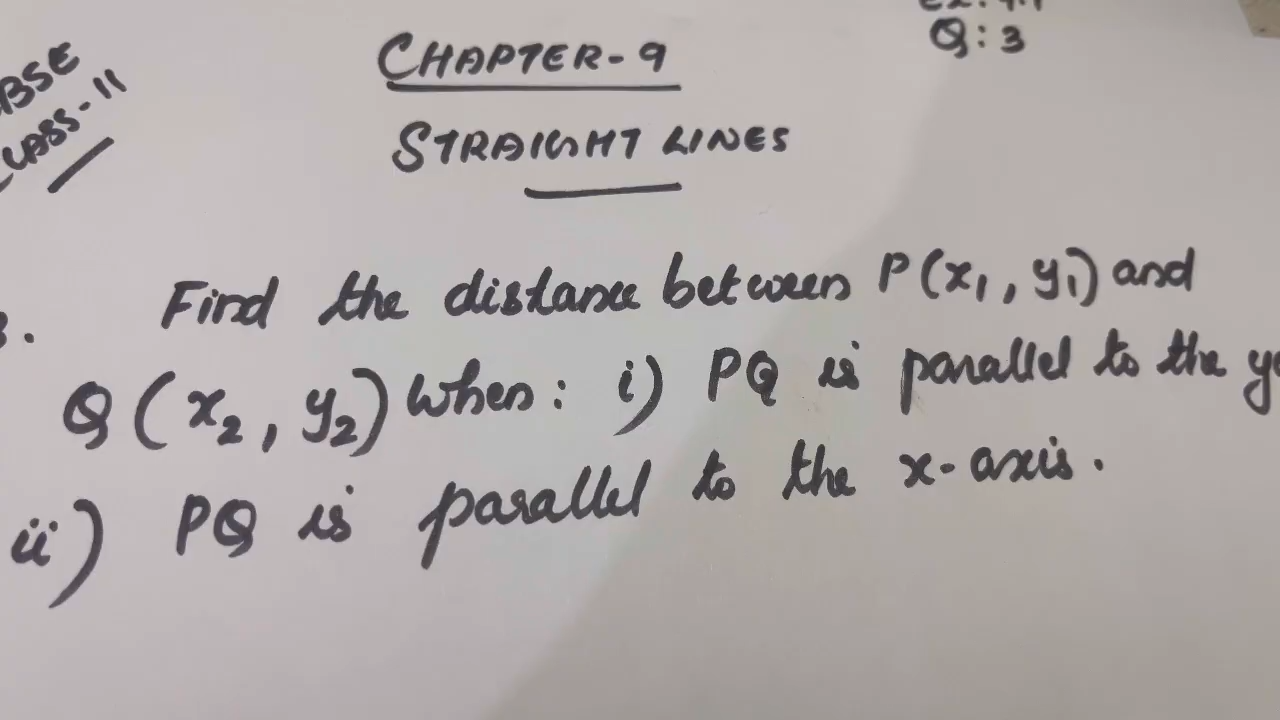 CHAPTER-9
Q:3
CLASS-11
STRAIGHT LINES
3. Find the distance between P(x₁, y₁) and
Q(x₂, y₂) when: i) PQ is parallel to the
ii) PQ is parallel to the x-axis.